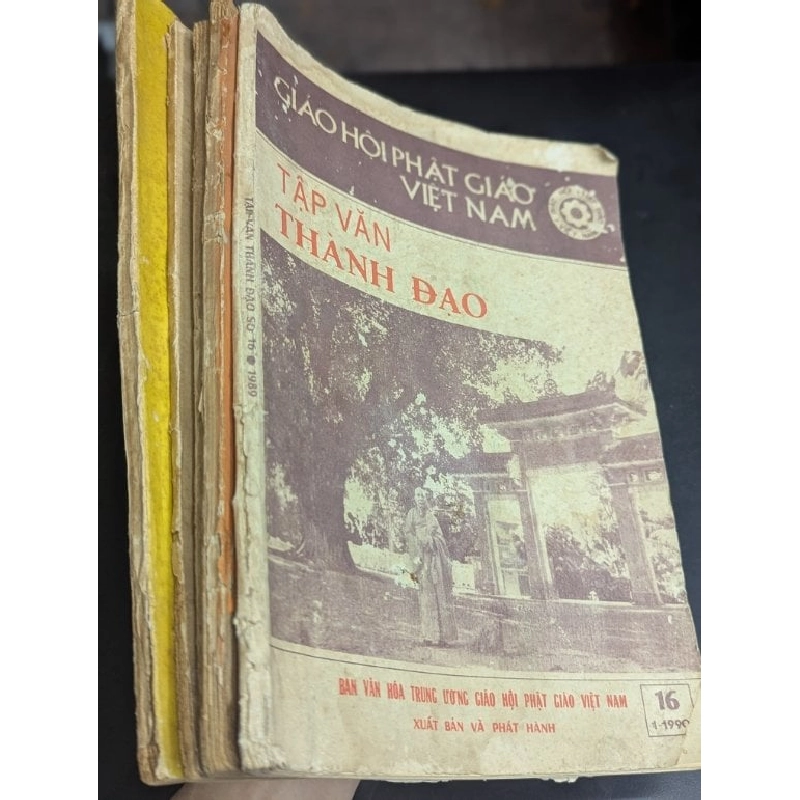 GIÁO HỘI PHẬT GIÁO
VIỆT NAM
TẬP VĂN
THÀNH ĐẠO
TẬP VĂN THÀNH ĐẠO SỐ 16 ● 1989
BAN VĂN HÓA TRUNG ƯƠNG GIÁO HỘI PHẬT GIÁO VIỆT NAM
XUẤT BẢN VÀ PHÁT HÀNH
16
1-1990